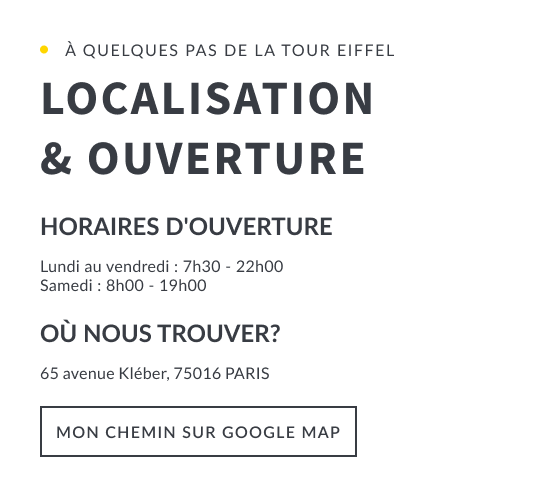 À QUELQUES PAS DE LA TOUR EIFFEL
LOCALISATION
& OUVERTURE
HORAIRES D'OUVERTURE
Lundi au vendredi : 7h30 - 22h00
Samedi : 8h00 - 19h00
OÙ NOUS TROUVER?
65 avenue Kléber, 75016 PARIS
MON CHEMIN SUR GOOGLE MAP